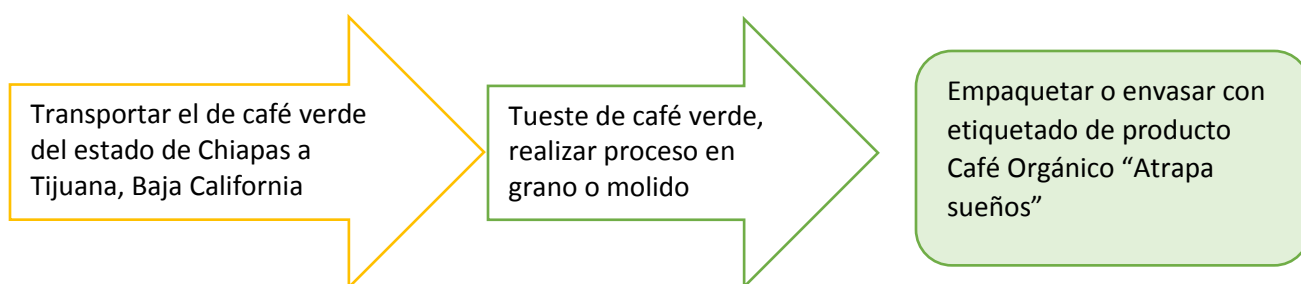 Transportar el de café verde
del estado de Chiapas a
Tijuana, Baja California
Tueste de café verde,
realizar proceso en
grano o molido
Empaquetar o envasar con
etiquetado de producto
Café Orgánico “Atrapa
sueños”